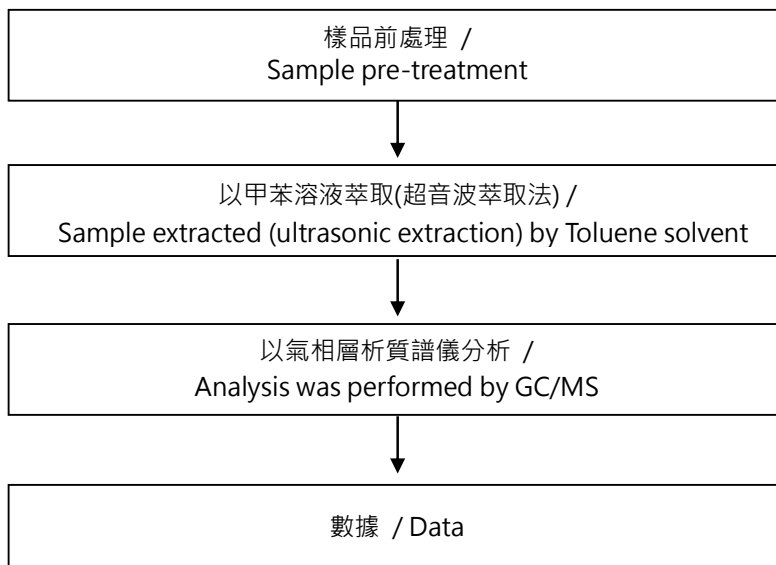 樣品前處理 /
Sample pre-treatment
以甲苯溶液萃取(超音波萃取法) /
Sample extracted (ultrasonic extraction) by Toluene solvent
以氣相層析質譜儀分析 /
Analysis was performed by GC/MS
數據 / Data